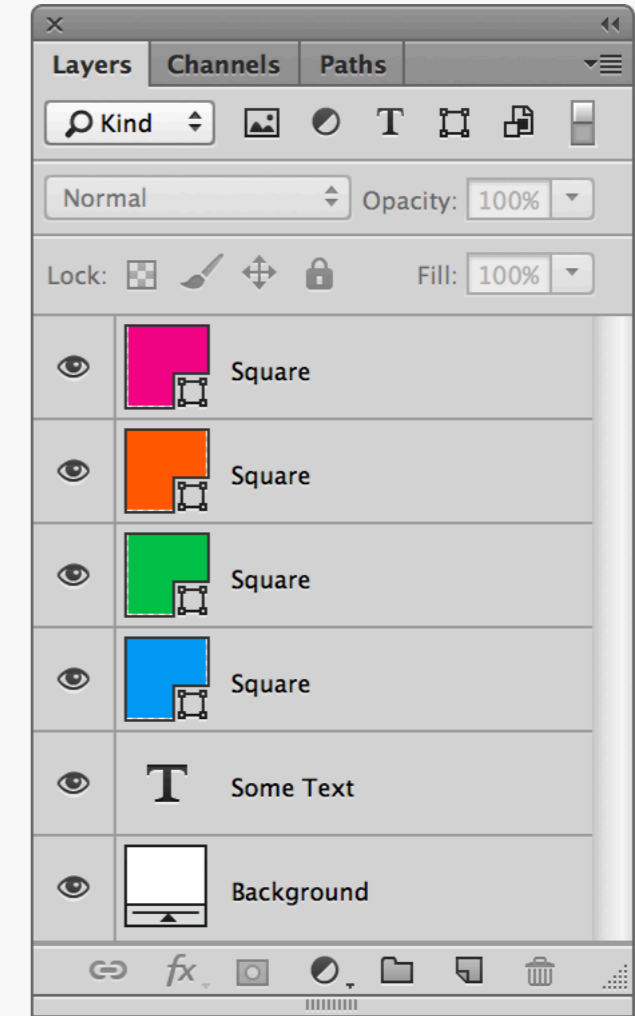 Layers Channels Paths
Kind T
Normal Opacity: 100%
Lock: Fill: 100%
Square
Square
Square
Square
T Some Text
Background
fx